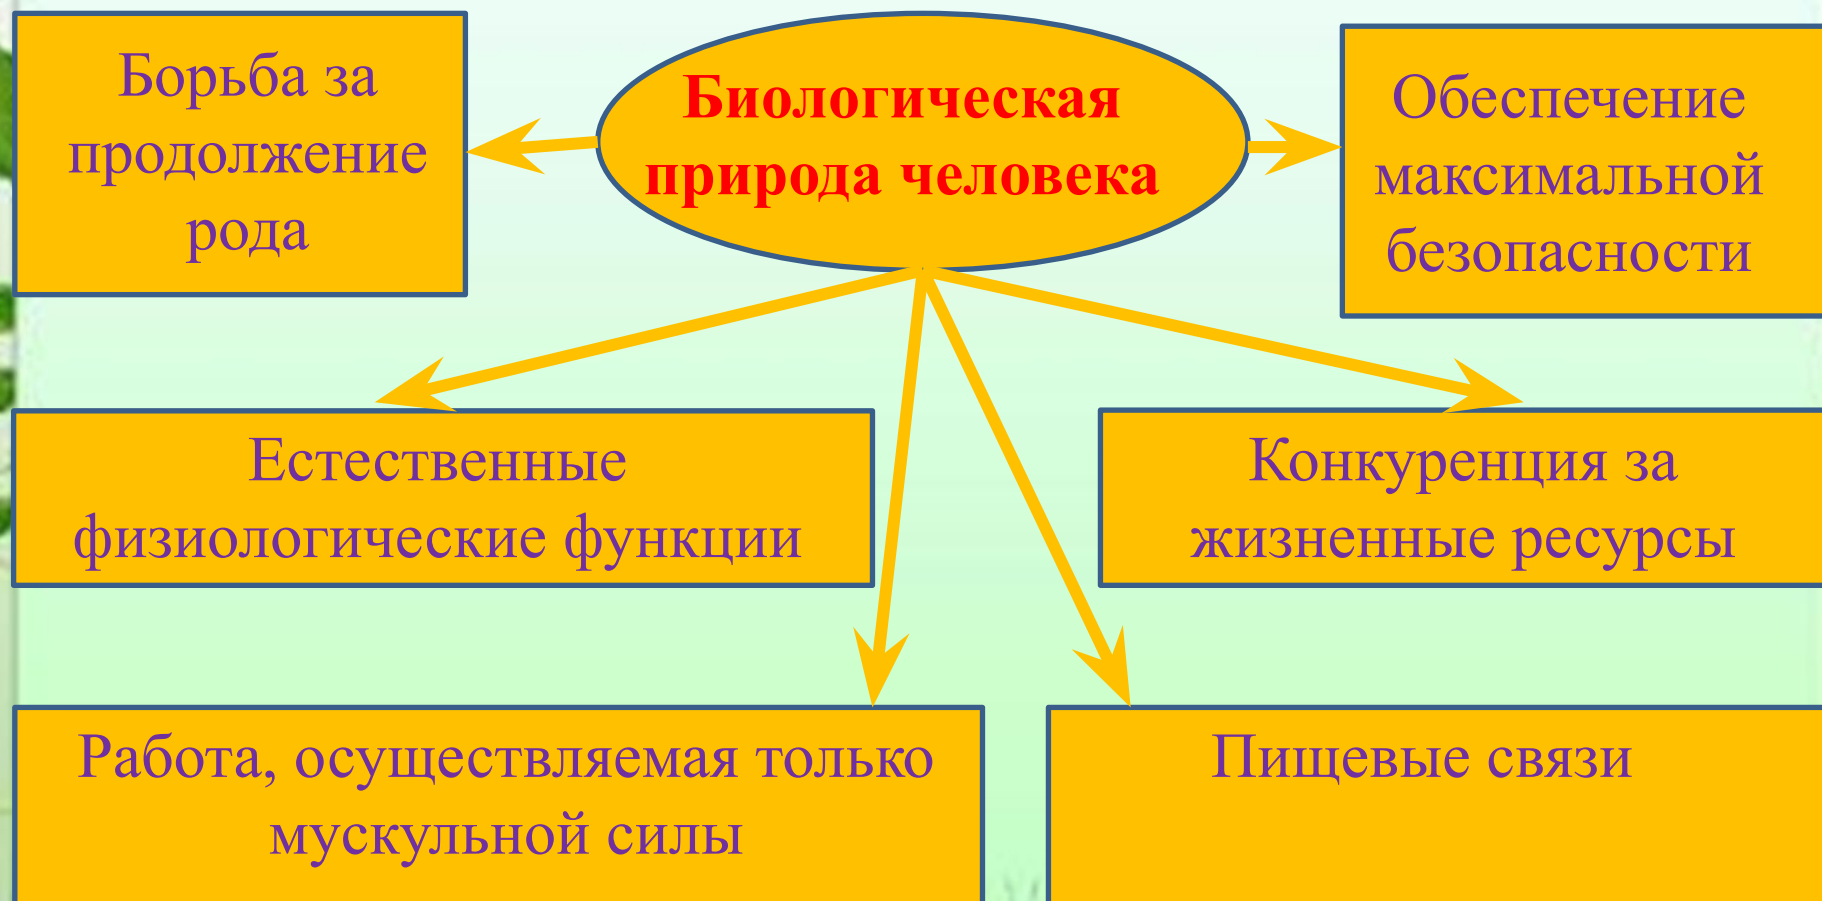 Борьба за
продолжение
рода
Биологическая
природа человека
Обеспечение
максимальной
безопасности
Естественные
физиологические функции
Конкуренция за
жизненные ресурсы
Работа, осуществляемая только
мускульной силы
Пищевые связи